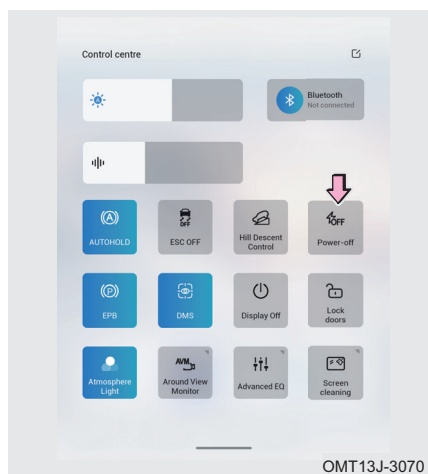 Control centre
Bluetooth
Not connected
AUTOHOLD
OFF
ESC OFF
Hill Descent
Control
OFF
Power-off
EPB
DMS
Display Off
Lock
doors
Atmosphere
Light
AVM
Around View
Monitor
Advanced EQ
Screen
cleaning
OMT13J-3070